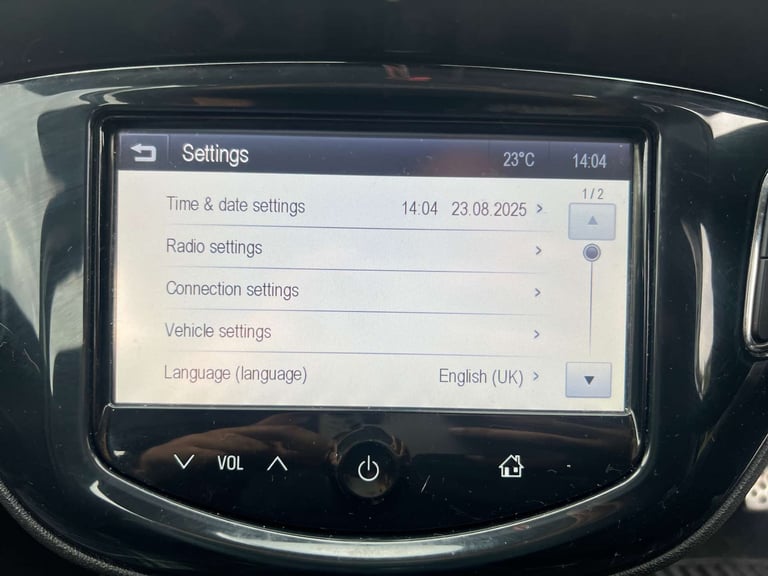 Settings 23°C 14:04
1/2
Time & date settings 14:04 23.08.2025 >
Radio settings >
Connection settings >
Vehicle settings >
Language (language) English (UK) >
VOL